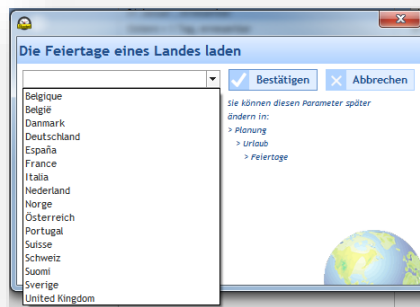 Die Feiertage eines Landes laden
Bestätigen
Abbrechen
Belgique
België
Danmark
Deutschland
España
France
Italia
Nederland
Norge
Österreich
Portugal
Suisse
Schweiz
Suomi
Sverige
United Kingdom
Sie können diesen Parameter später
ändern in:
> Planung
> Urlaub
> Feiertage